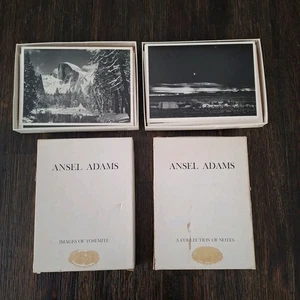 ANSEL ADAMS
IMAGES OF YOSEMITE
ANSEL ADAMS
A COLLECTION OF NOTES